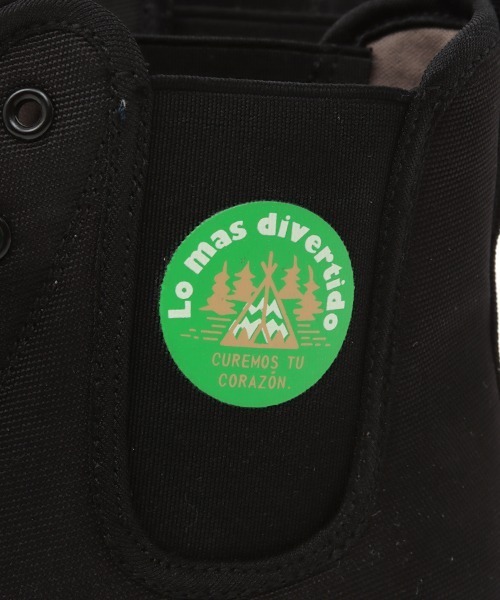 Lo mas divertido
CUREMOS TU
CORAZÓN.